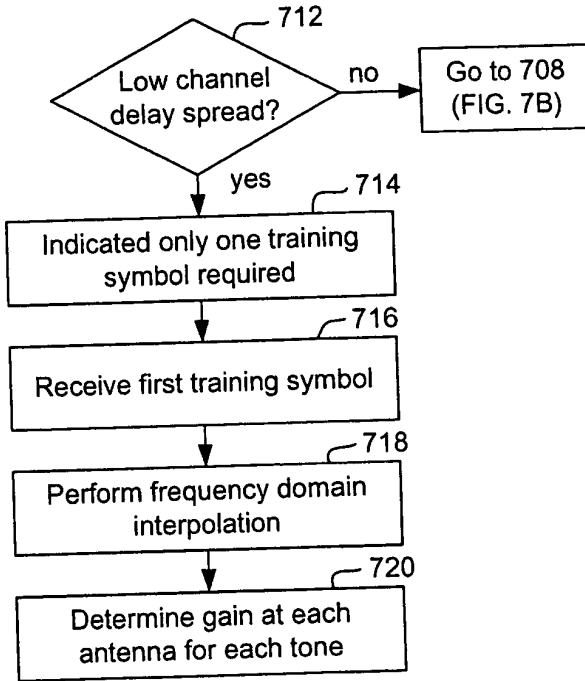 712
Low channel
delay spread?
no
Go to 708
(FIG. 7B)
yes
714
Indicated only one training
symbol required
716
Receive first training symbol
718
Perform frequency domain
interpolation
720
Determine gain at each
antenna for each tone